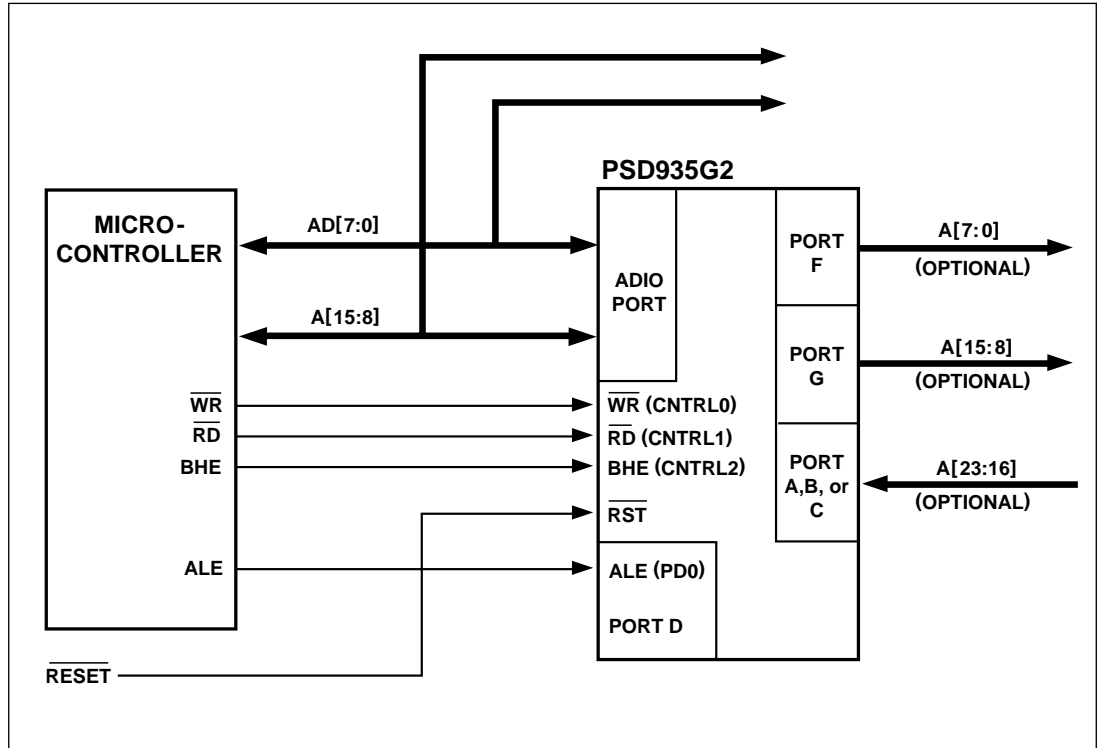 PSD935G2
MICRO-
CONTROLLER
AD[7:0]
A[15:8]
WR
RD
BHE
ALE
RESET
ADIO
PORT
WR (CNTRL0)
RD (CNTRL1)
BHE (CNTRL2)
RST
ALE (PD0)
PORT D
PORT
F
PORT
G
PORT
A,B, or
C
A[7:0]
(OPTIONAL)
A[15:8]
(OPTIONAL)
A[23:16]
(OPTIONAL)